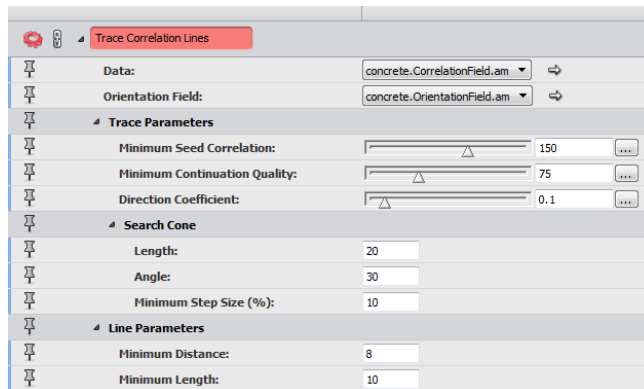 Trace Correlation Lines
Data: concrete.CorrelationField.am
Orientation Field: concrete.OrientationField.am
Trace Parameters
Minimum Seed Correlation: 150 ...
Minimum Continuation Quality: 75 ...
Direction Coefficient: 0.1 ...
Search Cone
Length: 20
Angle: 30
Minimum Step Size (%): 10
Line Parameters
Minimum Distance: 8
Minimum Length: 10